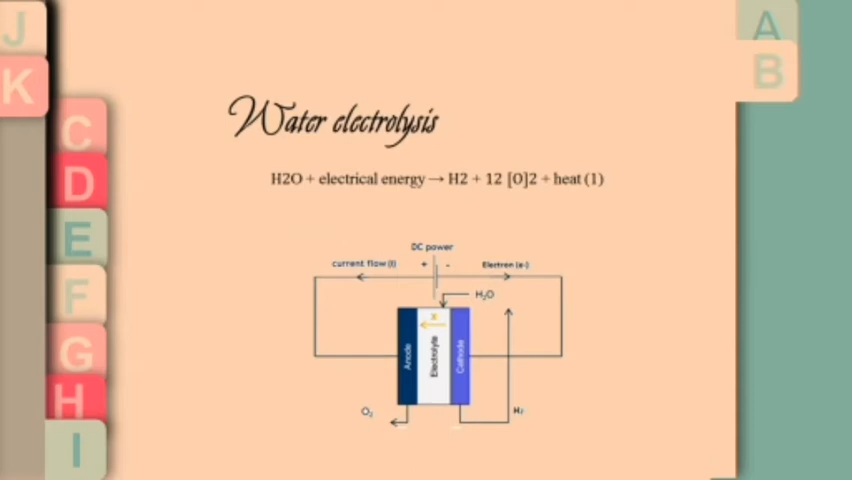 J
K
A
B
C
D
E
F
G
H
I
Water electrolysis
H2O + electrical energy → H2 + 12 [O]2 + heat (1)
DC power
current flow (I) + - Electron (e-)
H₂O
X
Anode
Electrolyte
Cathode
O₂
H₂